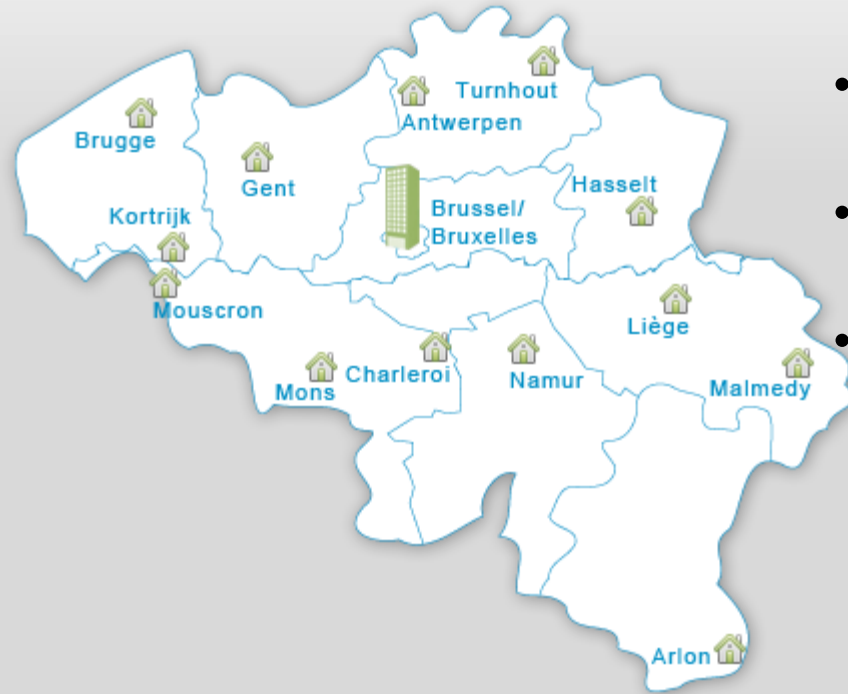 Turnhout
Antwerpen
Brugge
Gent
Hasselt
Kortrijk
Brussel/
Bruxelles
Mouscron
Liège
Charleroi
Namur
Mons
Malmedy
Arlon